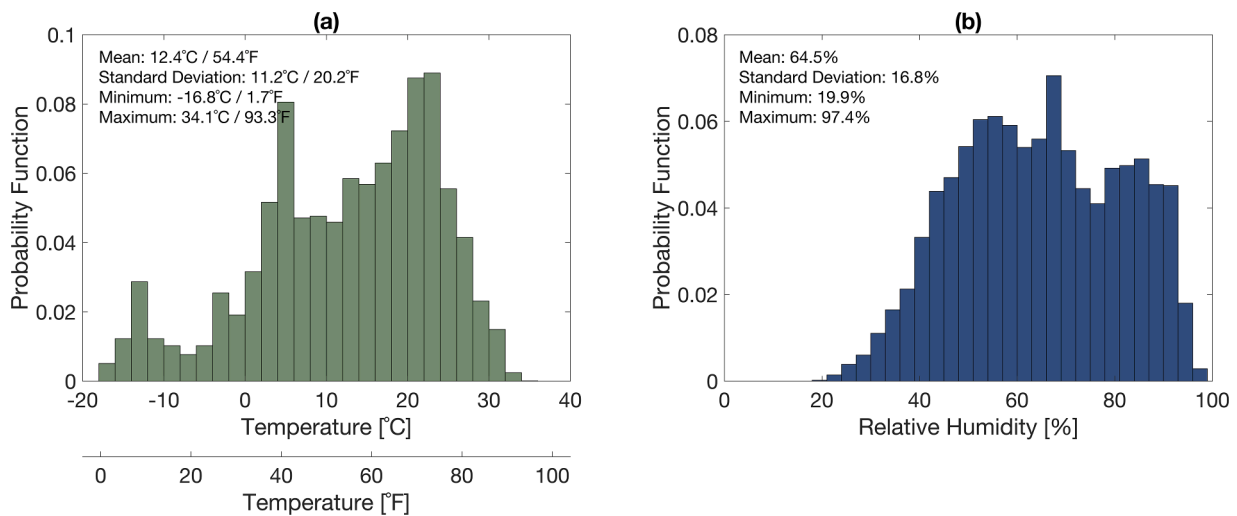 (a)
Mean: 12.4°C / 54.4°F
Standard Deviation: 11.2°C / 20.2°F
Minimum: -16.8°C / 1.7°F
Maximum: 34.1°C / 93.3°F
0.1
0.08
0.06
0.04
0.02
0
Probability Function
-20 -10 0 10 20 30 40
Temperature [°C]
0 20 40 60 80 100
Temperature [°F]
(b)
Mean: 64.5%
Standard Deviation: 16.8%
Minimum: 19.9%
Maximum: 97.4%
0.08
0.06
0.04
0.02
0
Probability Function
0 20 40 60 80 100
Relative Humidity [%]